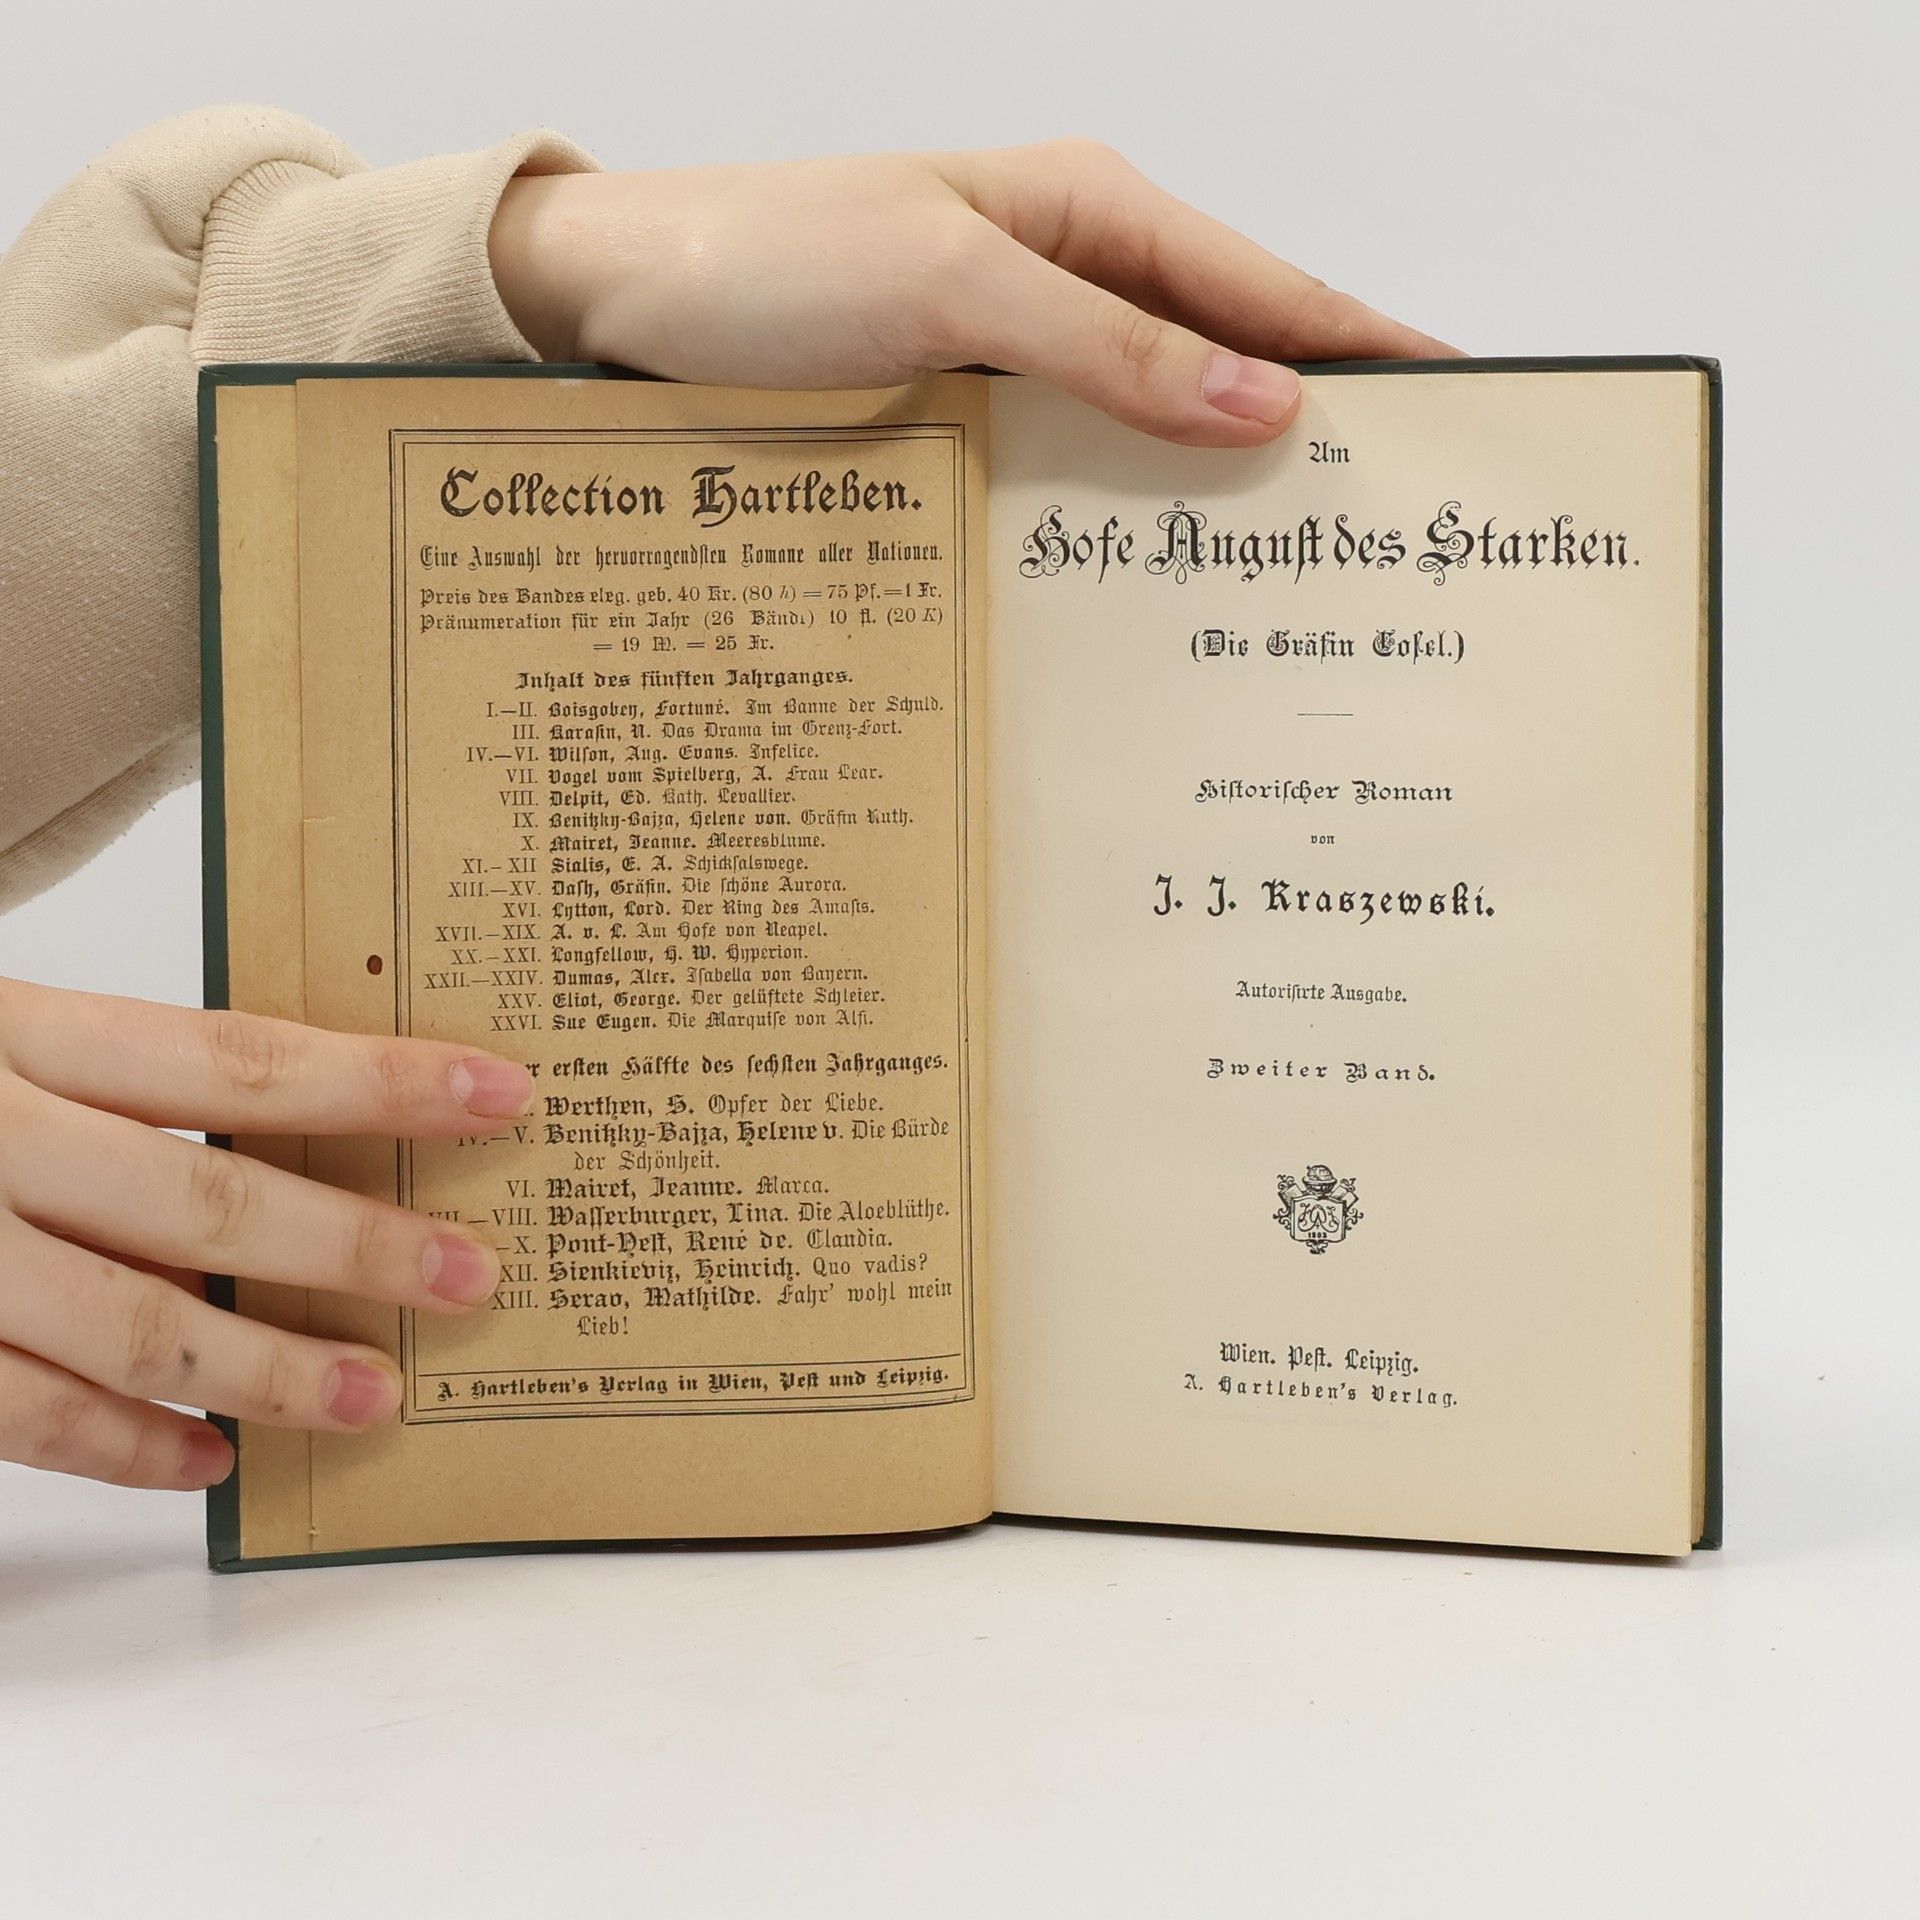 Collection Hartleben.
Eine Auswahl der hervorragendsten Romane aller Nationen.
Preis des Bandes eleg. geb. 40 Kr. (80 h) = 75 Pf. = 1 Fr.
Pränumeration für ein Jahr (26 Bände) 10 fl. (20 K)
= 19 M. = 25 Fr.
Inhalt des fünften Jahrganges.
I.—II. Boisgobey, Fortuné. Im Banne der Schuld.
III. Karasin, N. Das Drama im Grenz-Fort.
IV.—VI. Wilson, Aug. Evans. Infelice.
VII. Vogel vom Spielberg, A. Frau Lear.
VIII. Delpit, Ed. Kath. Levallier.
IX. Benitzky-Bajza, Helene von. Gräfin Ruth.
X. Mairet, Jeanne. Meeresblume.
XI.—XII Sialis, E. A. Schicksalswege.
XIII.—XV. Dash, Gräfin. Die schöne Aurora.
XVI. Lytton, Lord. Der Ring des Amasis.
XVII.—XIX. A. v. L. Am Hofe von Neapel.
XX.—XXI. Longfellow, H. W. Hyperion.
XXII.—XXIV. Dumas, Alex. Isabella von Bayern.
XXV. Eliot, George. Der gelüftete Schleier.
XXVI. Sue Eugen. Die Marquise von Alfi.
er ersten Hälfte des sechsten Jahrganges.
Werthen, S. Opfer der Liebe.
IV.—V. Benitzky-Bajza, Helene v. Die Bürde
der Schönheit.
VI. Mairet, Jeanne. Marca.
VII.—VIII. Wasserburger, Lina. Die Aloeblüthe.
—X. Pont-Jest, René de. Claudia.
XII. Sienkieviz, Heinrich. Quo vadis?
XIII. Serao, Mathilde. Fahr' wohl mein
Lieb!
A. Hartleben's Verlag in Wien, Pest und Leipzig.
Am
Hofe August des Starken.
(Die Gräfin Cosel.)
Historischer Roman
von
J. J. Kraszewski.
Autorisirte Ausgabe.
Zweiter Band.
1803
Wien. Pest. Leipzig.
A. Hartleben's Verlag.